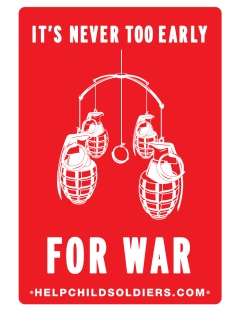 IT'S NEVER TOO EARLY
FOR WAR
•HELPCHILDSOLDIERS.COM•